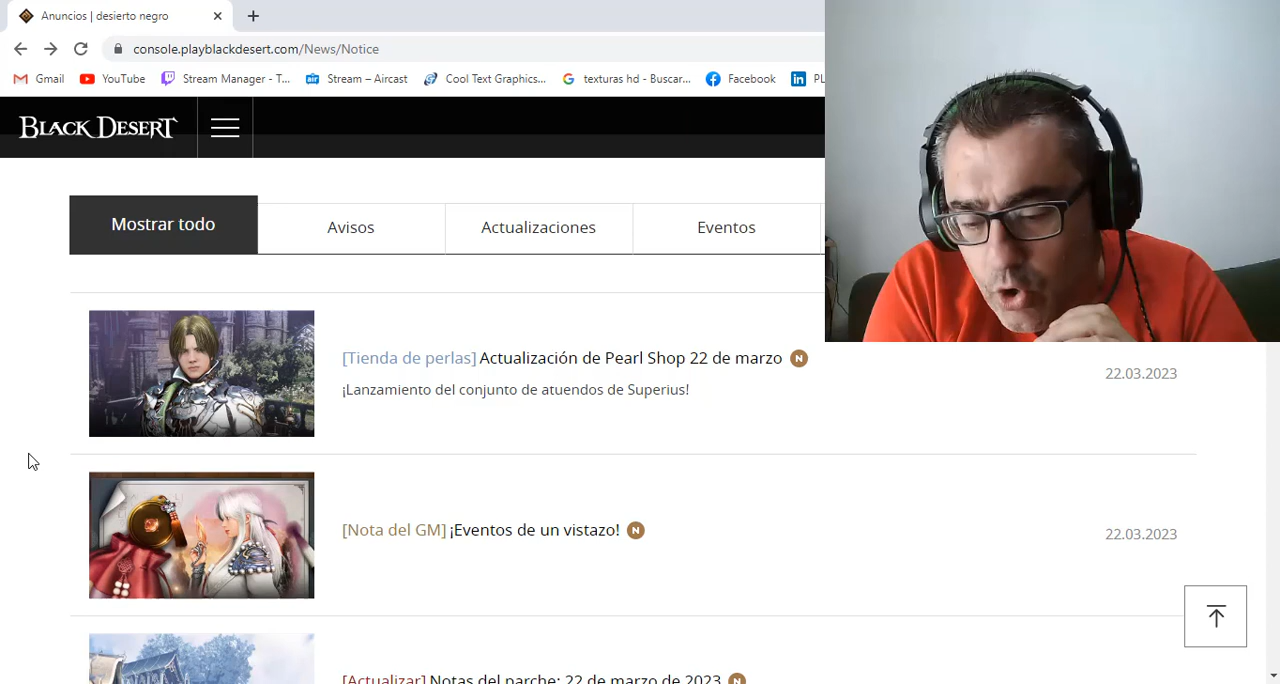 Anuncios | desierto negro
console.playblackdesert.com/News/Notice
Gmail
YouTube
Stream Manager - T...
Stream – Aircast
Cool Text Graphics...
texturas hd - Buscar...
Facebook
PL
BLACK DESERT
Mostrar todo
Avisos
Actualizaciones
Eventos
[Tienda de perlas] Actualización de Pearl Shop 22 de marzo N
¡Lanzamiento del conjunto de atuendos de Superius!
22.03.2023
[Nota del GM] ¡Eventos de un vistazo! N
22.03.2023
[Actualizar] Notas del parche: 22 de marzo de 2023 N